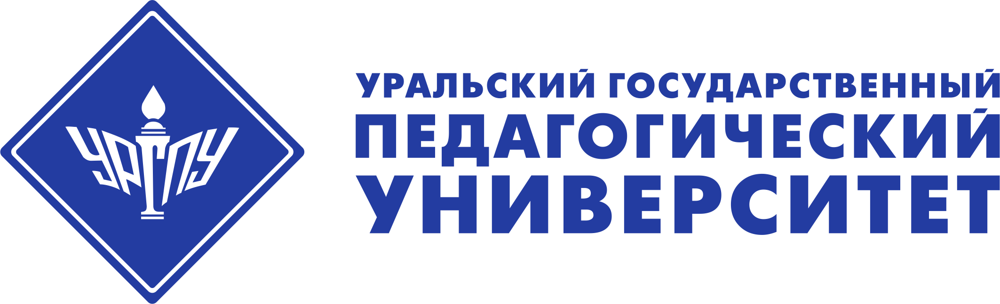 УрГПУ
УРАЛЬСКИЙ ГОСУДАРСТВЕННЫЙ
ПЕДАГОГИЧЕСКИЙ
УНИВЕРСИТЕТ